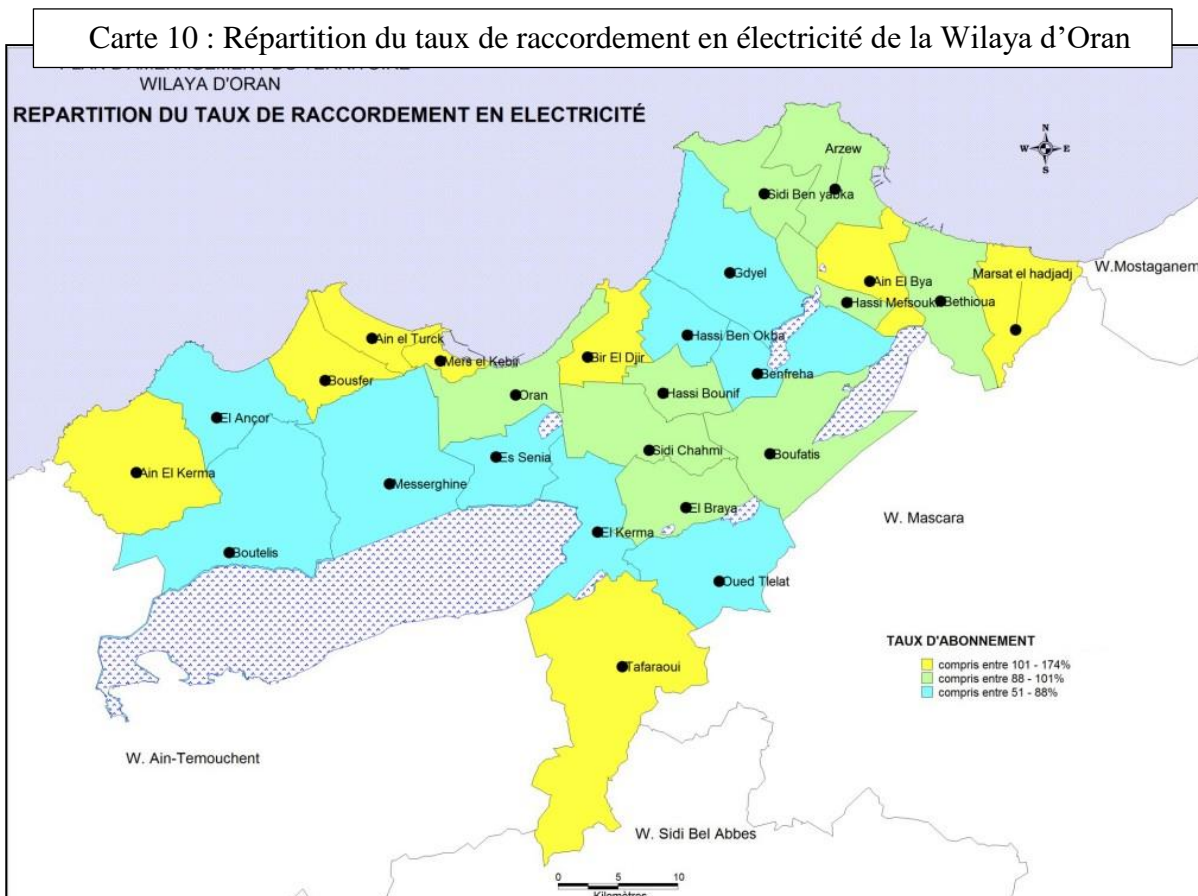 Carte 10 : Répartition du taux de raccordement en électricité de la Wilaya d'Oran
PLAN D'AMENAGEMENT DU TERRITOIRE
WILAYA D'ORAN
REPARTITION DU TAUX DE RACCORDEMENT EN ELECTRICITÉ
N
W E
S
Arzew
Sidi Ben yabka
Gdyel
Ain El Bya
Marsat el hadjadj
W.Mostaganem
Hassi Mefsouk
Bethioua
Hassi Ben Okba
Ain el Turck
Mers el Kebir
Bir El Djir
Benfreha
Bousfer
Oran
Hassi Bounif
El Ançor
Es Senia
Sidi Chahmi
Boufatis
Ain El Kerma
Messerghine
El Braya
W. Mascara
El Kerma
Boutelis
Oued Tlelat
TAUX D'ABONNEMENT
compris entre 101 - 174%
compris entre 88 - 101%
compris entre 51 - 88%
Tafaraoui
W. Ain-Temouchent
W. Sidi Bel Abbes
0 5 10
Kilomètres